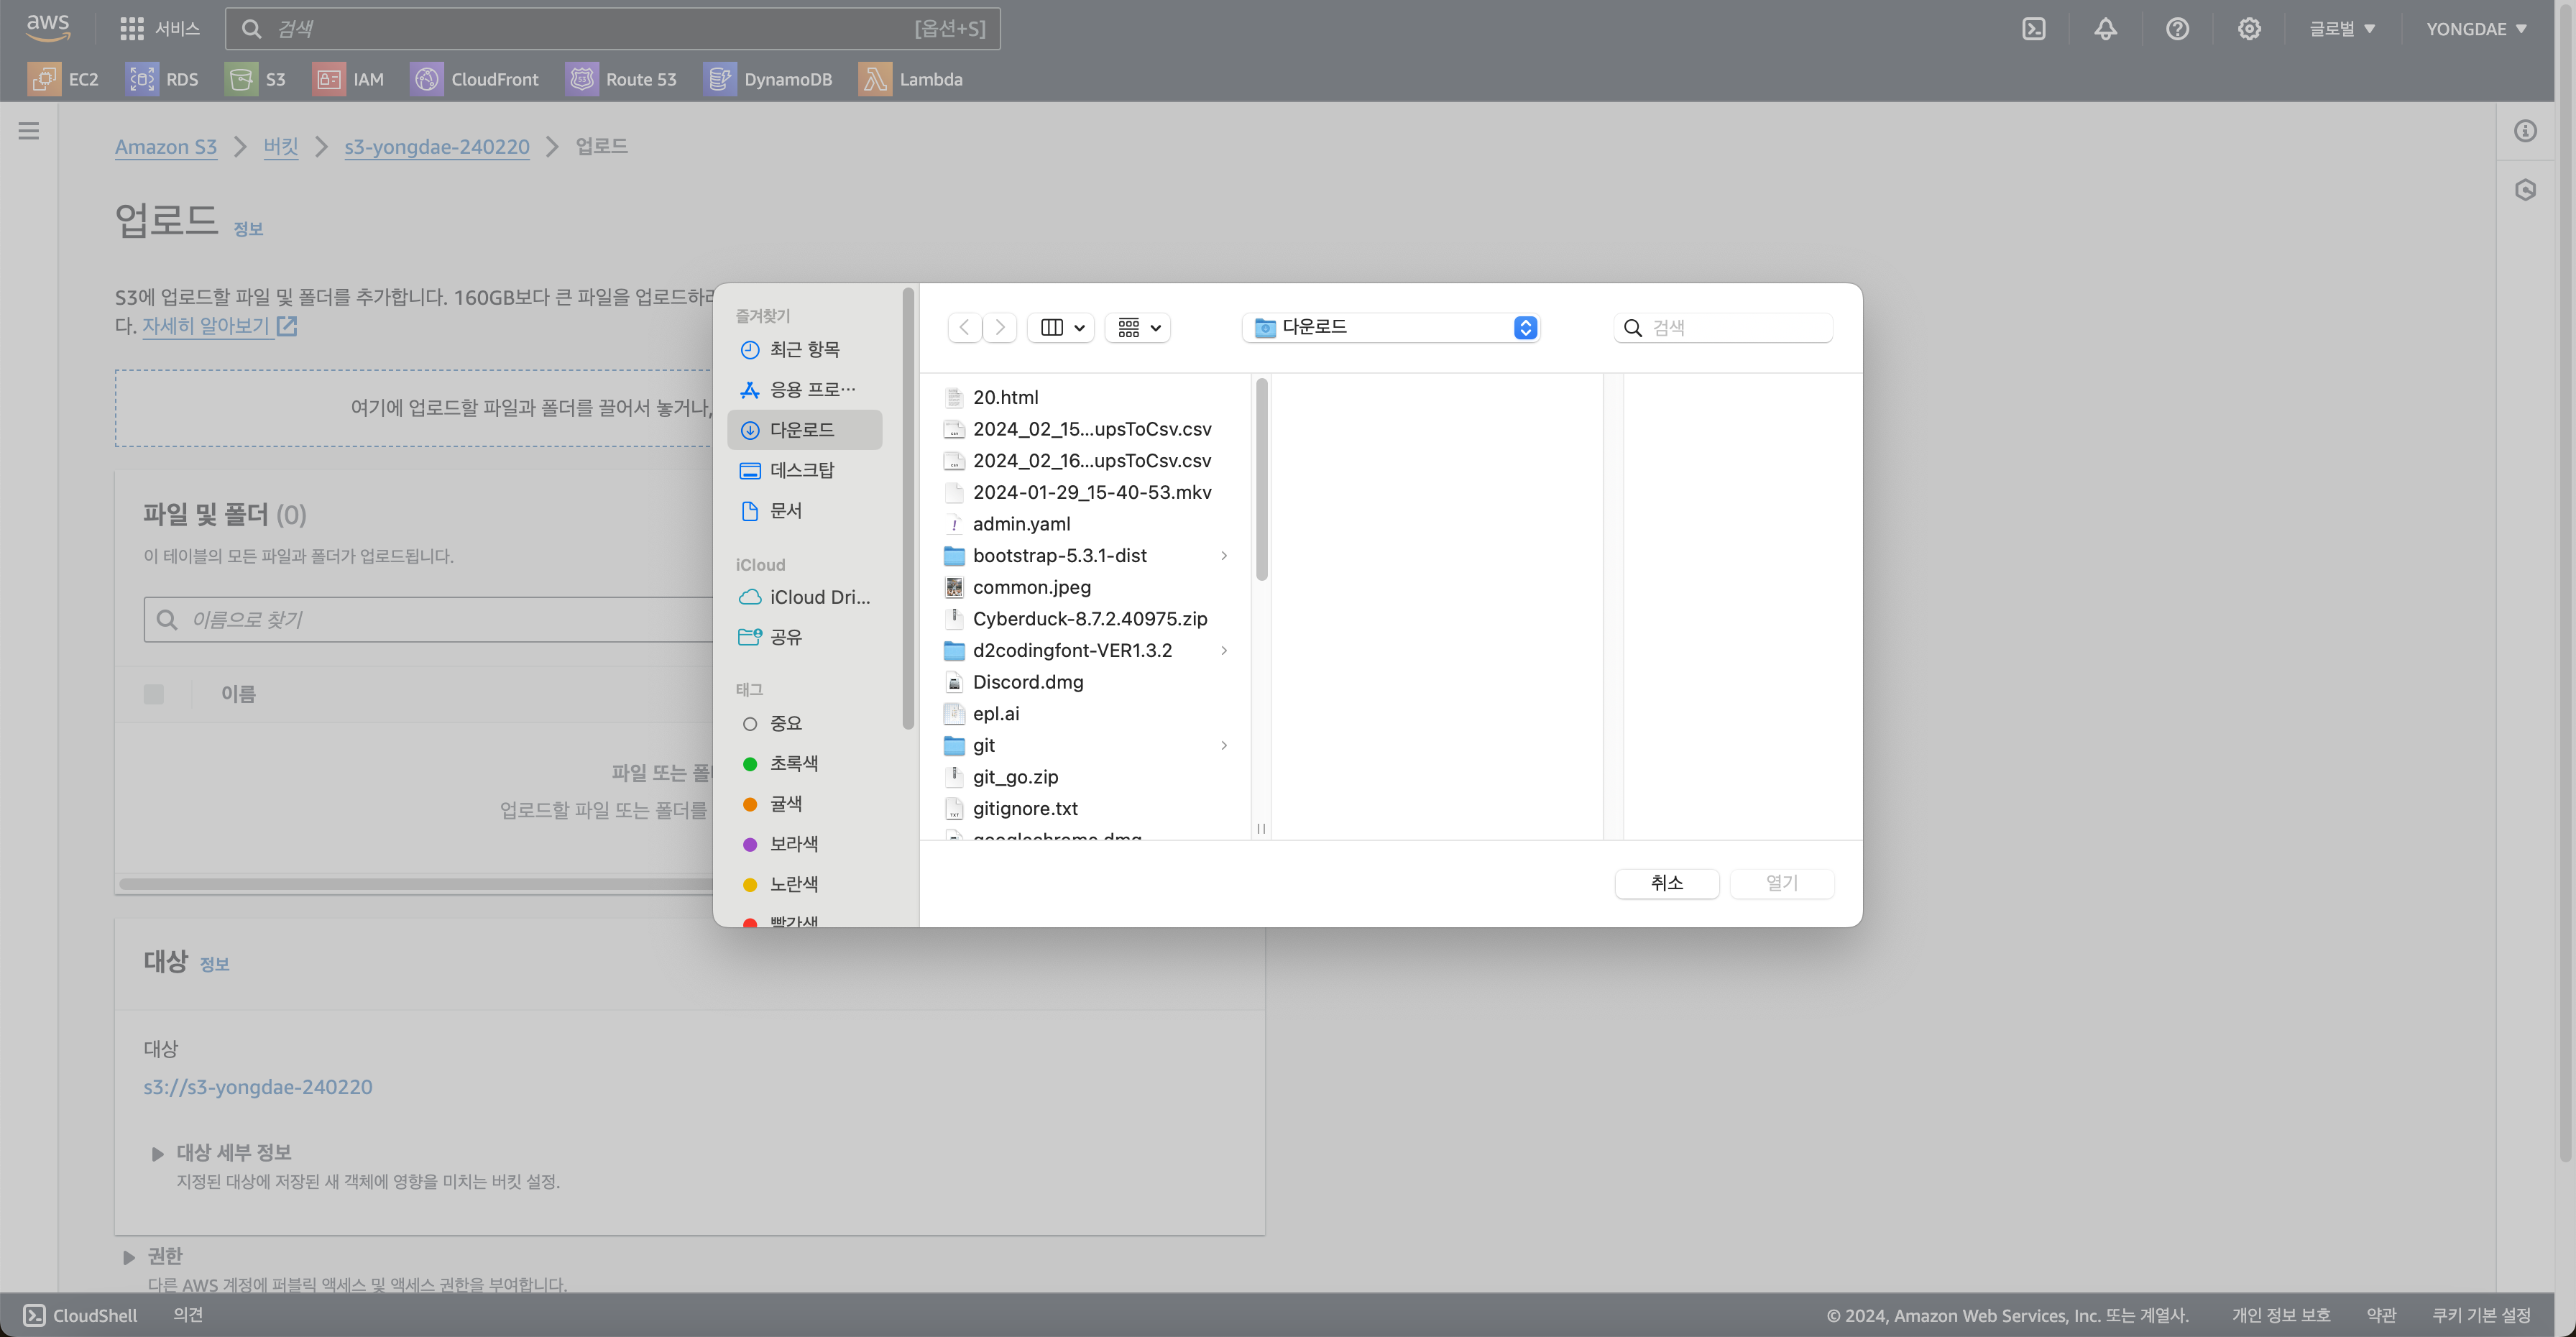 aws
서비스
검색
[옵션+S]
글로벌
YONGDAE
EC2
RDS
S3
IAM
CloudFront
Route 53
DynamoDB
Lambda
Amazon S3
버킷
s3-yongdae-240220
업로드
업로드 정보
S3에 업로드할 파일 및 폴더를 추가합니다. 160GB보다 큰 파일을 업로드하
다. 자세히 알아보기
여기에 업로드할 파일과 폴더를 끌어서 놓거나,
파일 및 폴더 (0)
이 테이블의 모든 파일과 폴더가 업로드됩니다.
이름으로 찾기
이름
파일 또는
업로드할 파일 또는 폴더를
대상 정보
대상
s3://s3-yongdae-240220
대상 세부 정보
지정된 대상에 저장된 새 객체에 영향을 미치는 버킷 설정.
권한
다른 AWS 계정에 퍼블릭 액세스 및 액세스 권한을 부여합니다.
즐겨찾기
최근 항목
응용 프로…
다운로드
데스크탑
문서
iCloud
iCloud Dri...
공유
태그
중요
초록색
귤색
보라색
노란색
빨간색
다운로드
검색
20.html
2024_02_15...upsToCsv.csv
2024_02_16...upsToCsv.csv
2024-01-29_15-40-53.mkv
admin.yaml
bootstrap-5.3.1-dist
common.jpeg
Cyberduck-8.7.2.40975.zip
d2codingfont-VER1.3.2
Discord.dmg
epl.ai
git
git_go.zip
gitignore.txt
googlechrome.dmg
취소
열기
CloudShell
의견
© 2024, Amazon Web Services, Inc. 또는 계열사.
개인 정보 보호
약관
쿠키 기본 설정